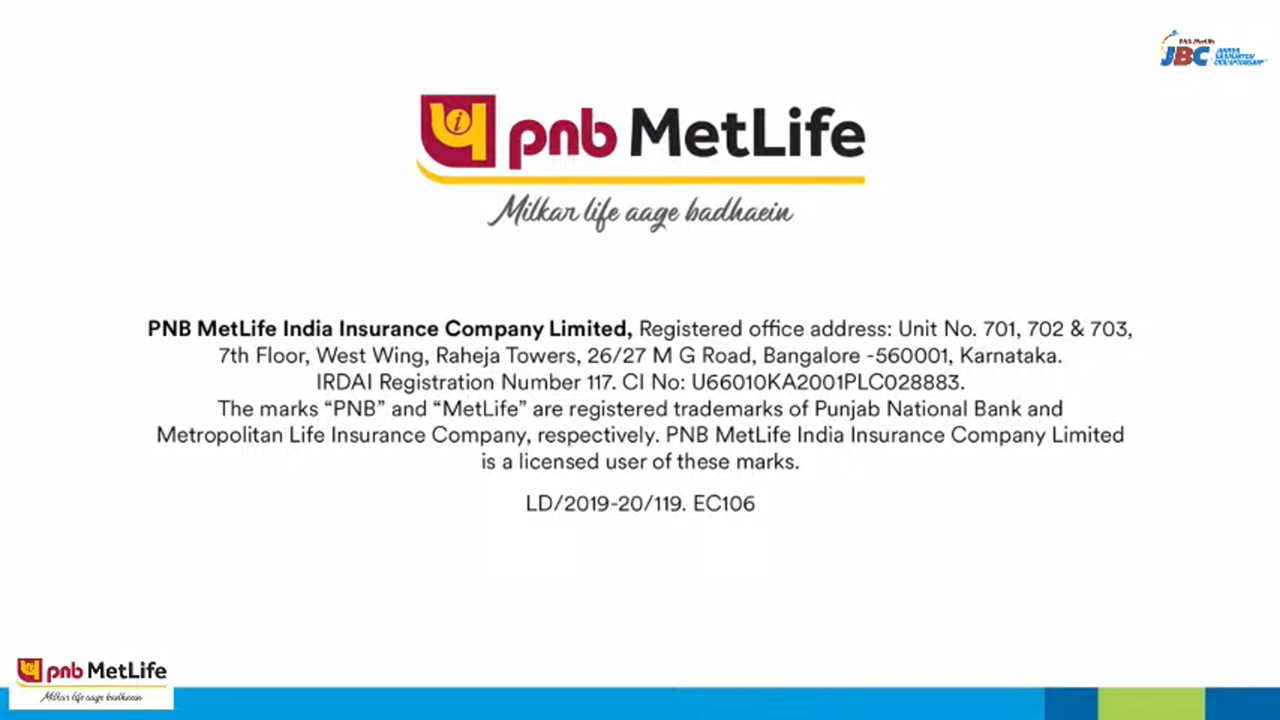 PNB MetLife
JBC
pnb MetLife
Milkar life aage badhaein
PNB MetLife India Insurance Company Limited, Registered office address: Unit No. 701, 702 & 703,
7th Floor, West Wing, Raheja Towers, 26/27 M G Road, Bangalore -560001, Karnataka.
IRDAI Registration Number 117. CI No: U66010KA2001PLC028883.
The marks “PNB” and “MetLife” are registered trademarks of Punjab National Bank and
Metropolitan Life Insurance Company, respectively. PNB MetLife India Insurance Company Limited
is a licensed user of these marks.
LD/2019-20/119. EC106
pnb MetLife
Milkar life aage badhaein